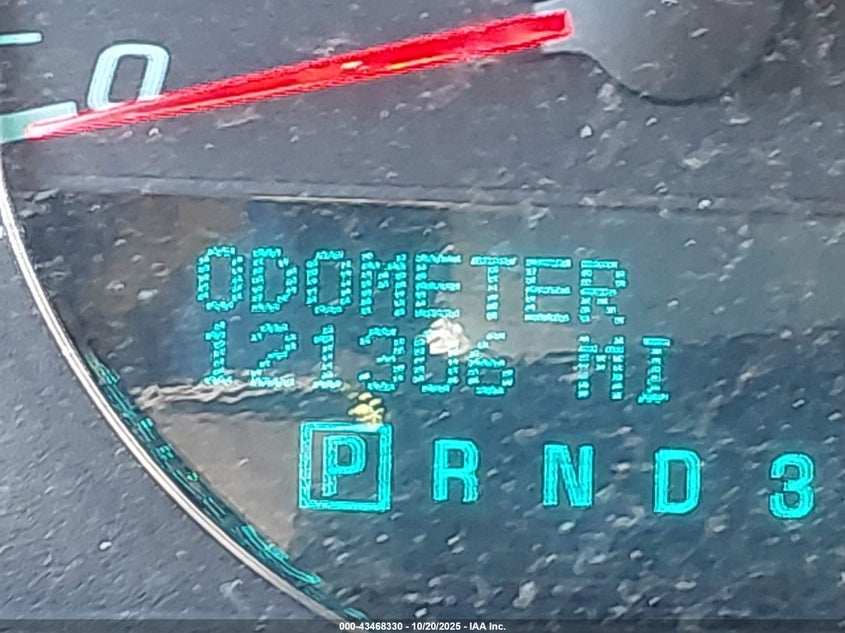 0
ODOMETER
121306 MI
P R N D 3
000-43468330 - 10/20/2025 - IAA Inc.